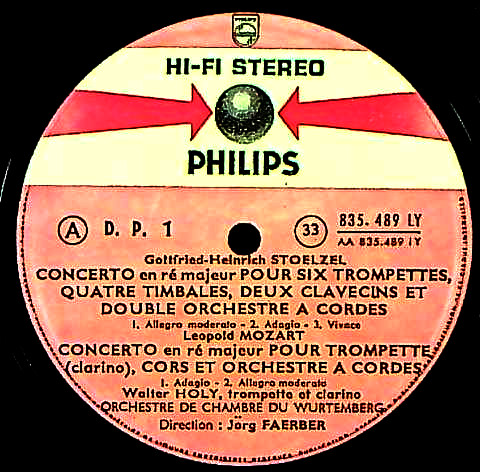 PHILIPS
HI-FI STEREO
PHILIPS
A D. P. 1 33 835. 489 LY
AA 835.489 1Y
Gottfried-Heinrich STOELZEL
CONCERTO en ré majeur POUR SIX TROMPETTES,
QUATRE TIMBALES, DEUX CLAVECINS ET
DOUBLE ORCHESTRE A CORDES
1. Allegro moderato - 2. Adagio - 3. Vivace
Leopold MOZART
CONCERTO en ré majeur POUR TROMPETTE
(clarino), CORS ET ORCHESTRE A CORDES
1. Adagio - 2. Allegro moderato
Walter HOLY, trompette et clarino
ORCHESTRE DE CHAMBRE DU WURTEMBERG
Direction : Jörg FAERBER